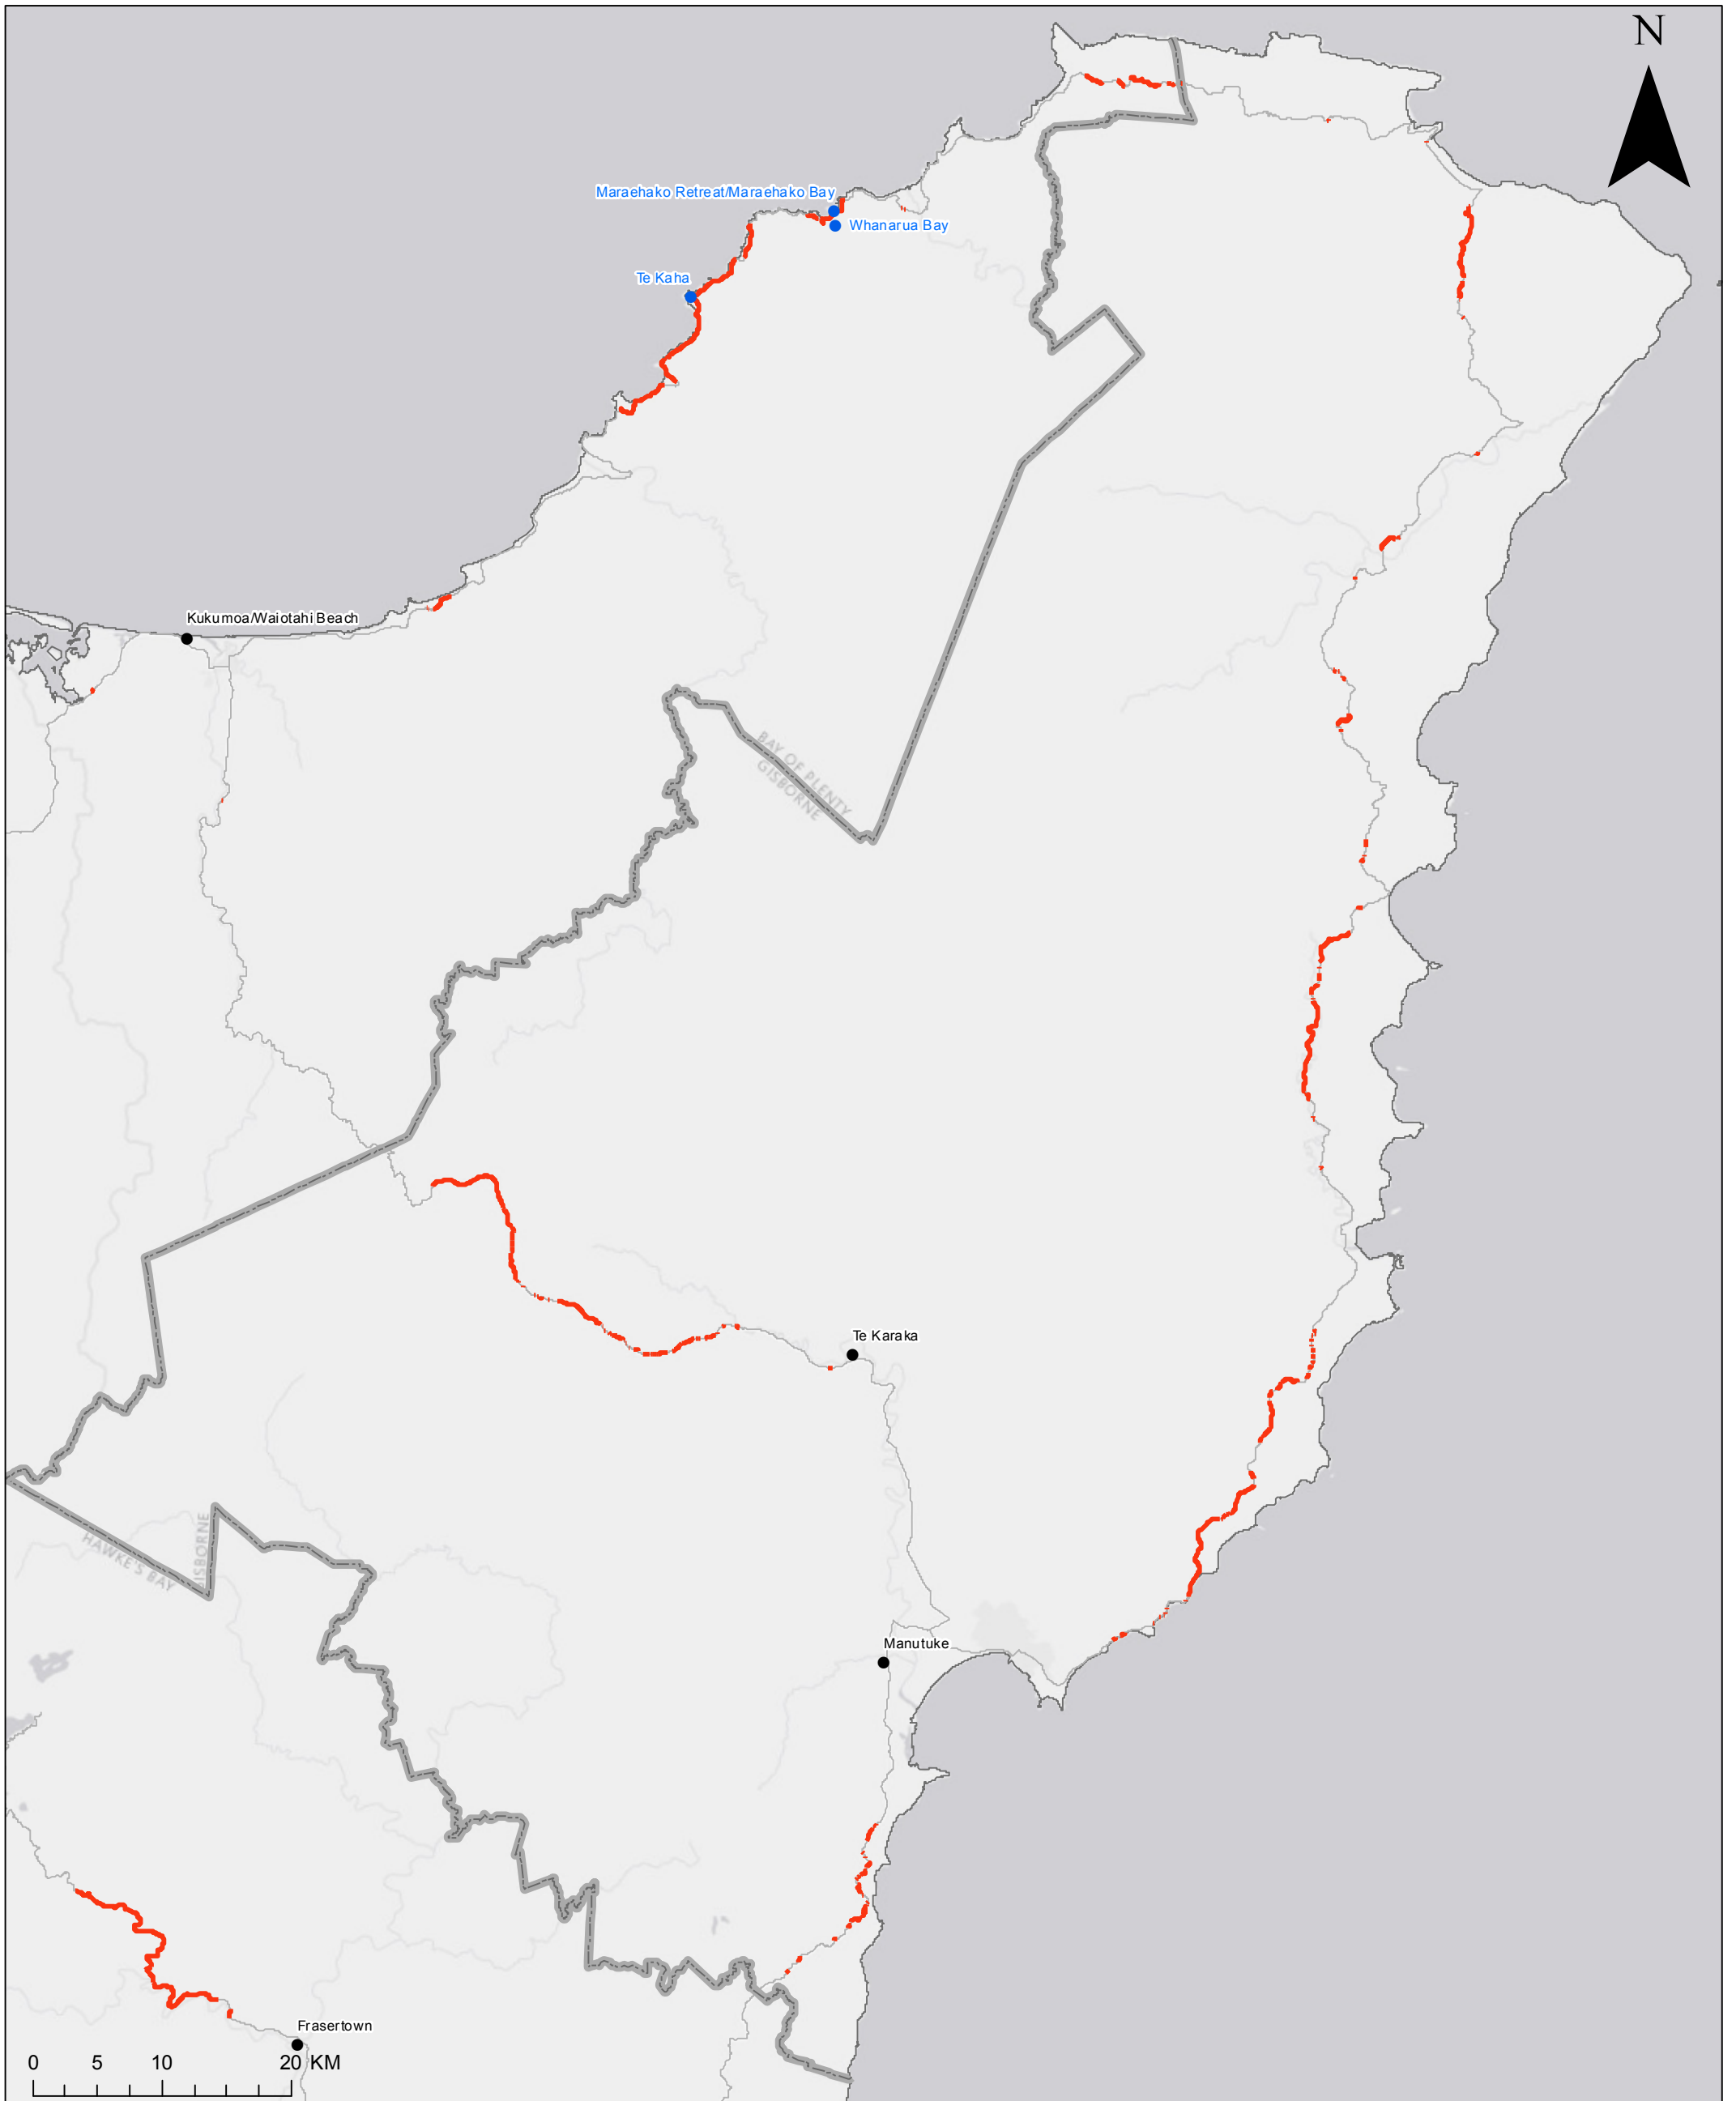 N
Maraehako Retreat/Maraehako Bay
Whanarua Bay
Te Kaha
Kukumoa/Waiotahi Beach
BAY OF PLENTY
GISBORNE
Te Karaka
HAWKE'S BAY
GISBORNE
Manutuke
Frasertown
0 5 10 20 KM